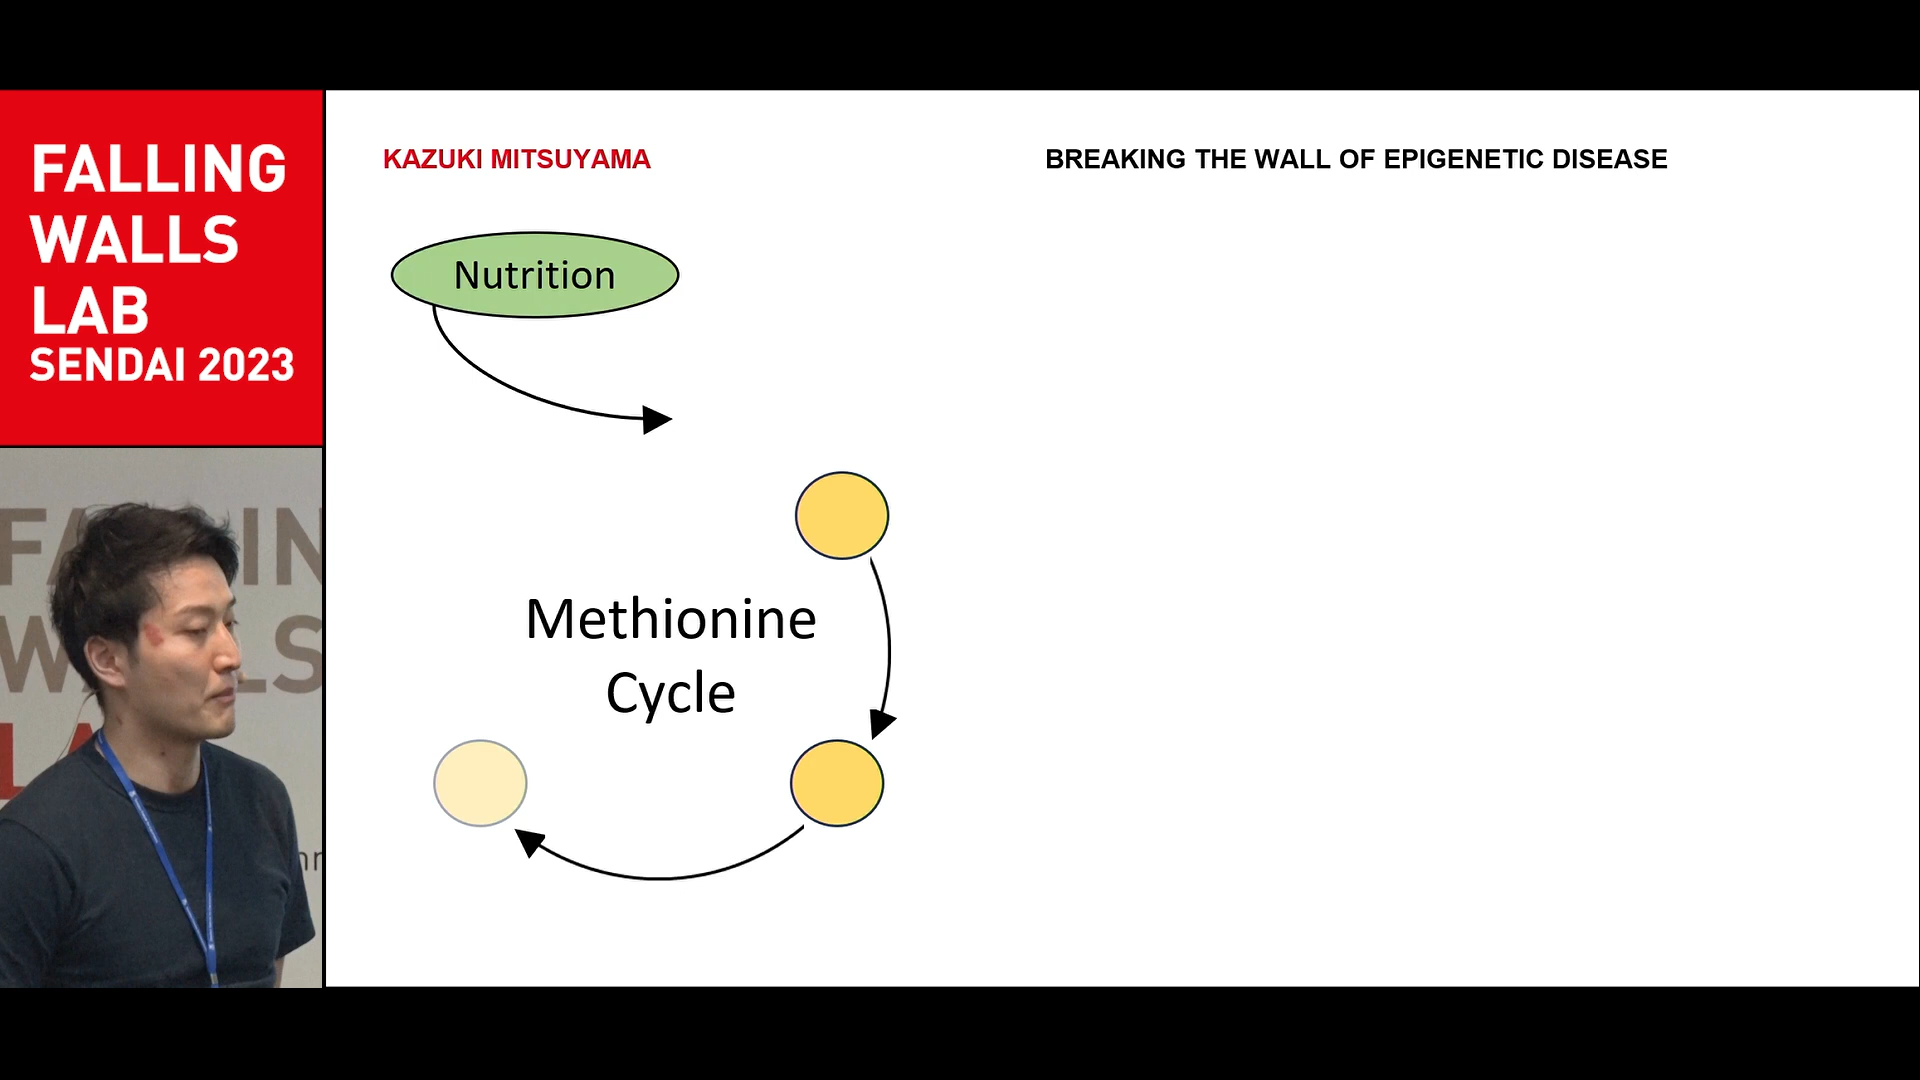 FALLING
WALLS
LAB
SENDAI 2023
KAZUKI MITSUYAMA
BREAKING THE WALL OF EPIGENETIC DISEASE
Nutrition
Methionine
Cycle